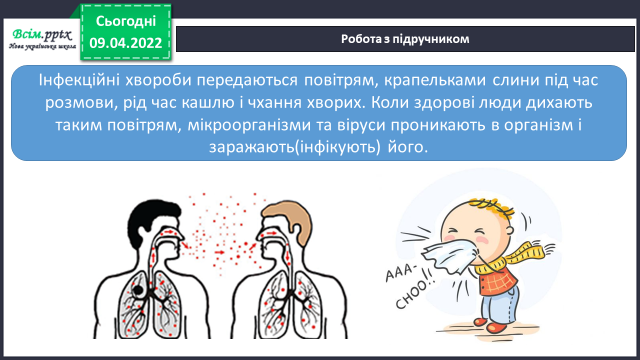 Всім.pptx
Нова українська школа
Сьогодні
09.04.2022
Робота з підручником
Інфекційні хвороби передаються повітрям, крапельками слини під час
розмови, рід час кашлю і чхання хворих. Коли здорові люди дихають
таким повітрям, мікроорганізми та віруси проникають в організм і
заражають(інфікують) його.
AAA-
CHOO!!